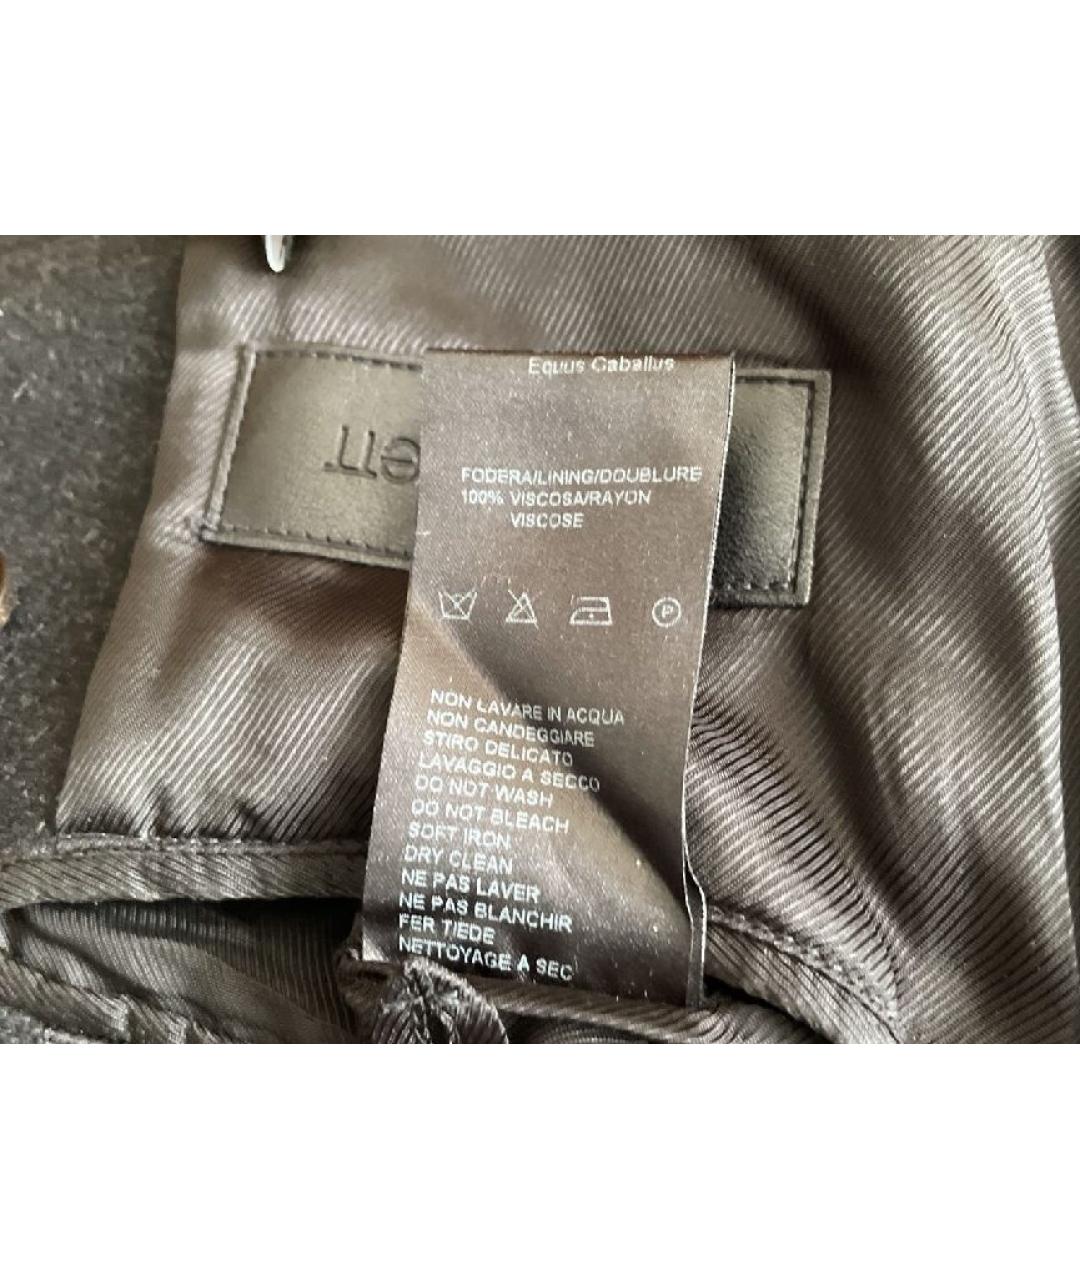 Equus Caballus
FODERA/LINING/DOUBLURE
100% VISCOSA/RAYON
VISCOSE
P
NON LAVARE IN ACQUA
NON CANDEGGIARE
STIRO DELICATO
LAVAGGIO A SECCO
DO NOT WASH
DO NOT BLEACH
SOFT IRON
DRY CLEAN
NE PAS LAVER
NE PAS BLANCHIR
FER TIEDE
NETTOYAGE A SEC